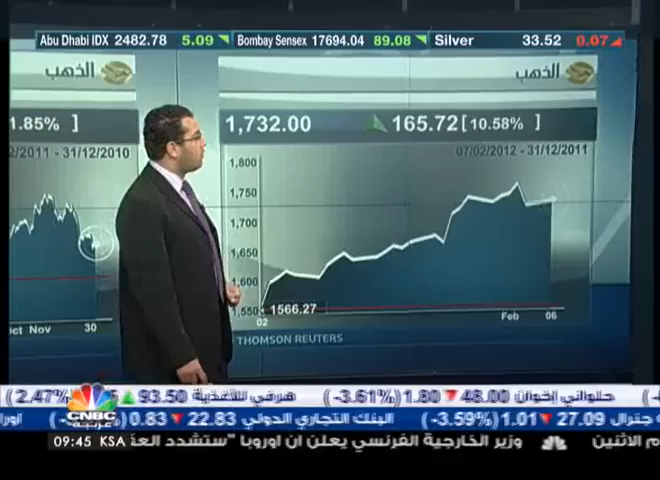 Abu Dhabi IDX 2482.78 5.09 Bombay Sensex 17694.04 89.08 Silver 33.52 0.07
الذهب
الذهب
1.85% ]
1,732.00 165.72 [ 10.58% ]
2/2011 - 31/12/2010
07/02/2012 - 31/12/2011
1,800
1,750
1,700
1,650
1,600
1,550
1566.27
Oct Nov 30
02 Feb 06
THOMSON REUTERS
حلواني إخوان 48.00 1.80 (-3.61%) هرفي للأغذية 93.50 (2.47%
جنرال 27.09 1.01 (-3.59%) البنك التجاري الدولي 22.83 0.83
CNBC
عربية
09:45 KSA
الاثنين وزير الخارجية الفرنسي يعلن ان اوروبا "ستشدد